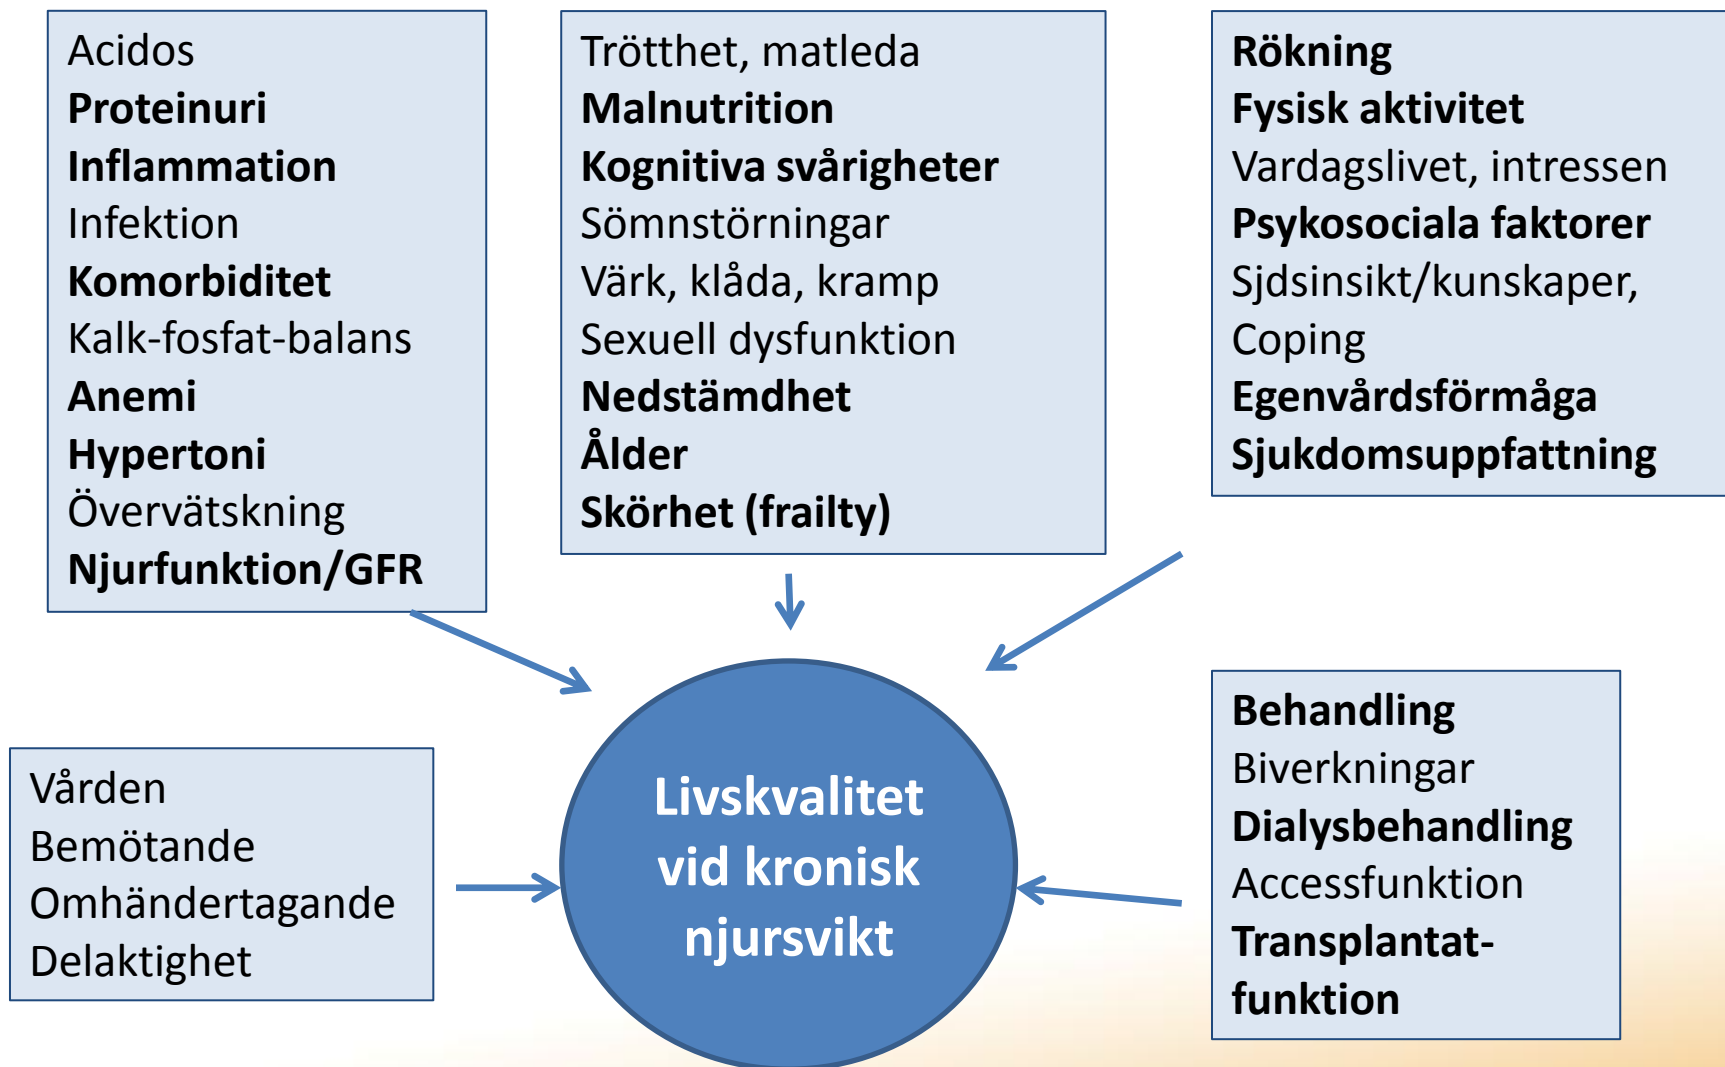 Acidos
Proteinuri
Inflammation
Infektion
Komorbiditet
Kalk-fosfat-balans
Anemi
Hypertoni
Övervätskning
Njurfunktion/GFR
Trötthet, matleda
Malnutrition
Kognitiva svårigheter
Sömnstörningar
Värk, klåda, kramp
Sexuell dysfunktion
Nedstämdhet
Ålder
Skörhet (frailty)
Rökning
Fysisk aktivitet
Vardagslivet, intressen
Psykosociala faktorer
Sjdsinsikt/kunskaper,
Coping
Egenvårdsförmåga
Sjukdomsuppfattning
Vården
Bemötande
Omhändertagande
Delaktighet
Livskvalitet
vid kronisk
njursvikt
Behandling
Biverkningar
Dialysbehandling
Accessfunktion
Transplantat-
funktion